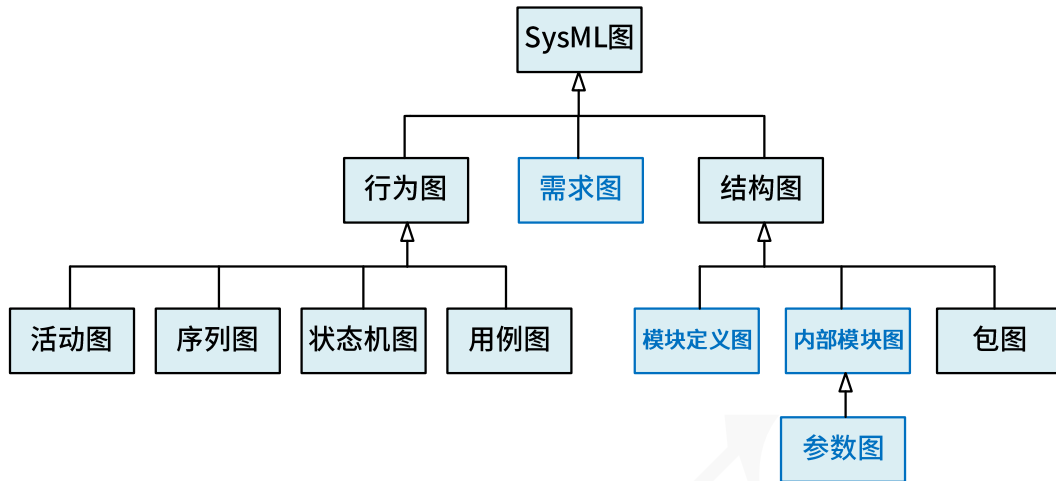 SysML图
行为图
需求图
结构图
活动图
序列图
状态机图
用例图
模块定义图
内部模块图
包图
参数图